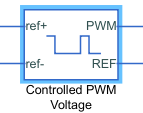 ref+ PWM
ref- REF
Controlled PWM
Voltage